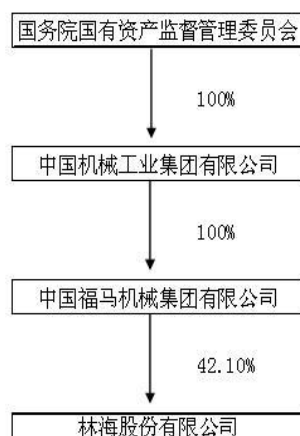 国务院国有资产监督管理委员会
100%
中国机械工业集团有限公司
100%
中国福马机械集团有限公司
42.10%
林海股份有限公司